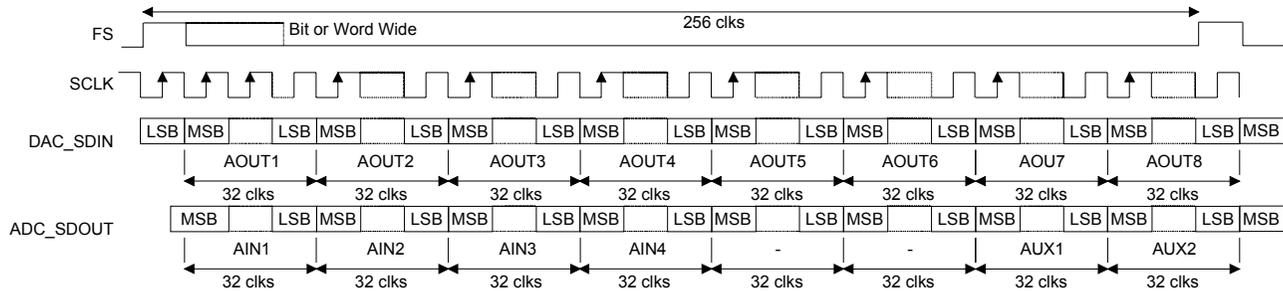 256 clks
FS
Bit or Word Wide
SCLK
DAC_SDIN
LSB MSB LSB MSB LSB MSB LSB MSB LSB MSB LSB MSB LSB MSB LSB MSB LSB MSB
AOUT1 AOUT2 AOUT3 AOUT4 AOUT5 AOUT6 AOU7 AOUT8
32 clks 32 clks 32 clks 32 clks 32 clks 32 clks 32 clks 32 clks
ADC_SDOUT
MSB LSB MSB LSB MSB LSB MSB LSB MSB LSB MSB LSB MSB LSB MSB LSB MSB
AIN1 AIN2 AIN3 AIN4 - - AUX1 AUX2
32 clks 32 clks 32 clks 32 clks 32 clks 32 clks 32 clks 32 clks